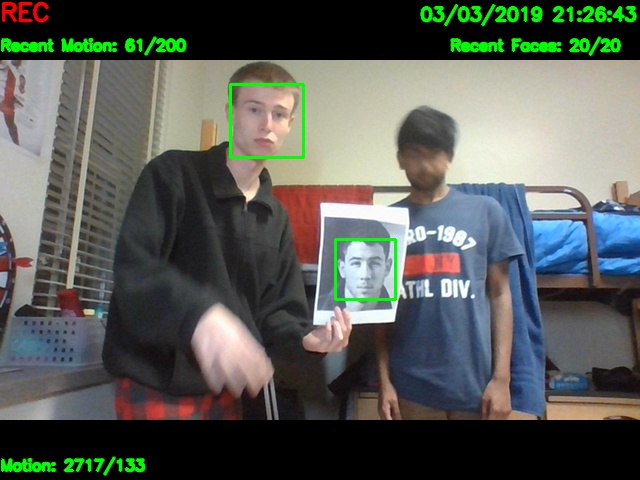 REC
03/03/2019 21:26:43
Recent Motion: 61/200
Recent Faces: 20/20
RO-1987
ATHL DIV.
Motion: 2717/133